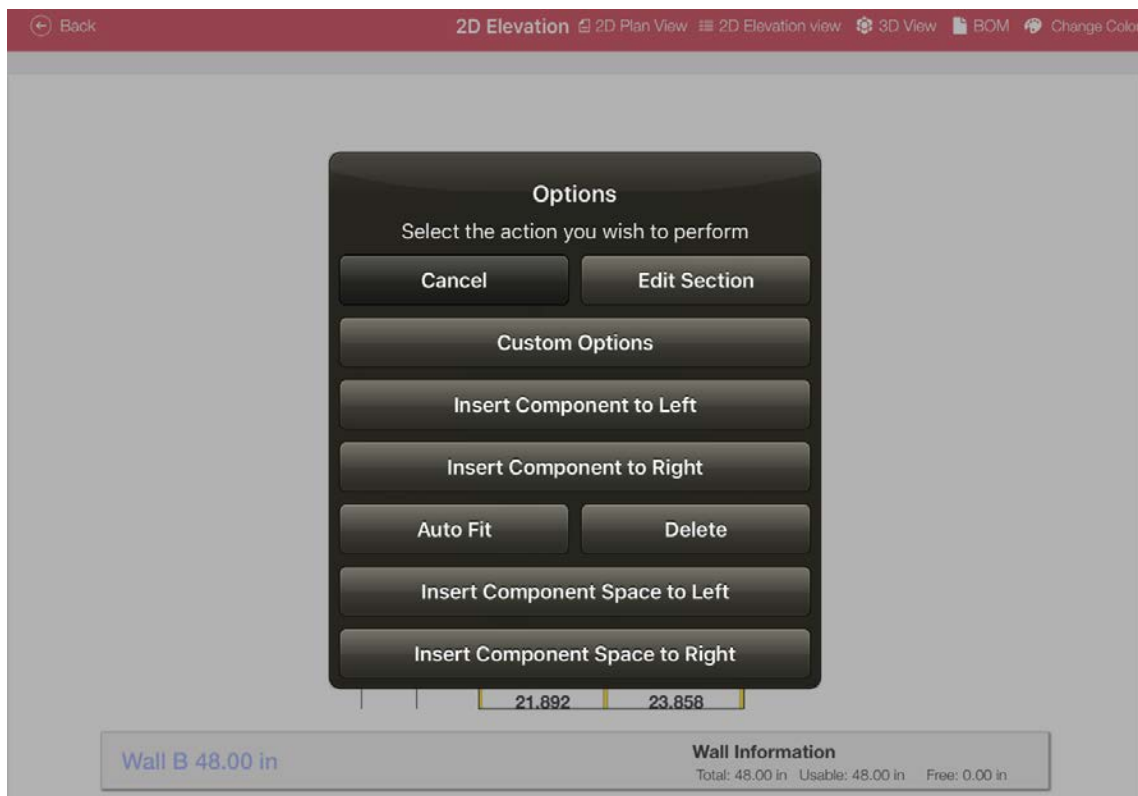 Back
2D Elevation 2D Plan View 2D Elevation view 3D View BOM Change Color
Options
Select the action you wish to perform
Cancel Edit Section
Custom Options
Insert Component to Left
Insert Component to Right
Auto Fit Delete
Insert Component Space to Left
Insert Component Space to Right
21.892 23.858
Wall B 48.00 in
Wall Information
Total: 48.00 in Usable: 48.00 in Free: 0.00 in